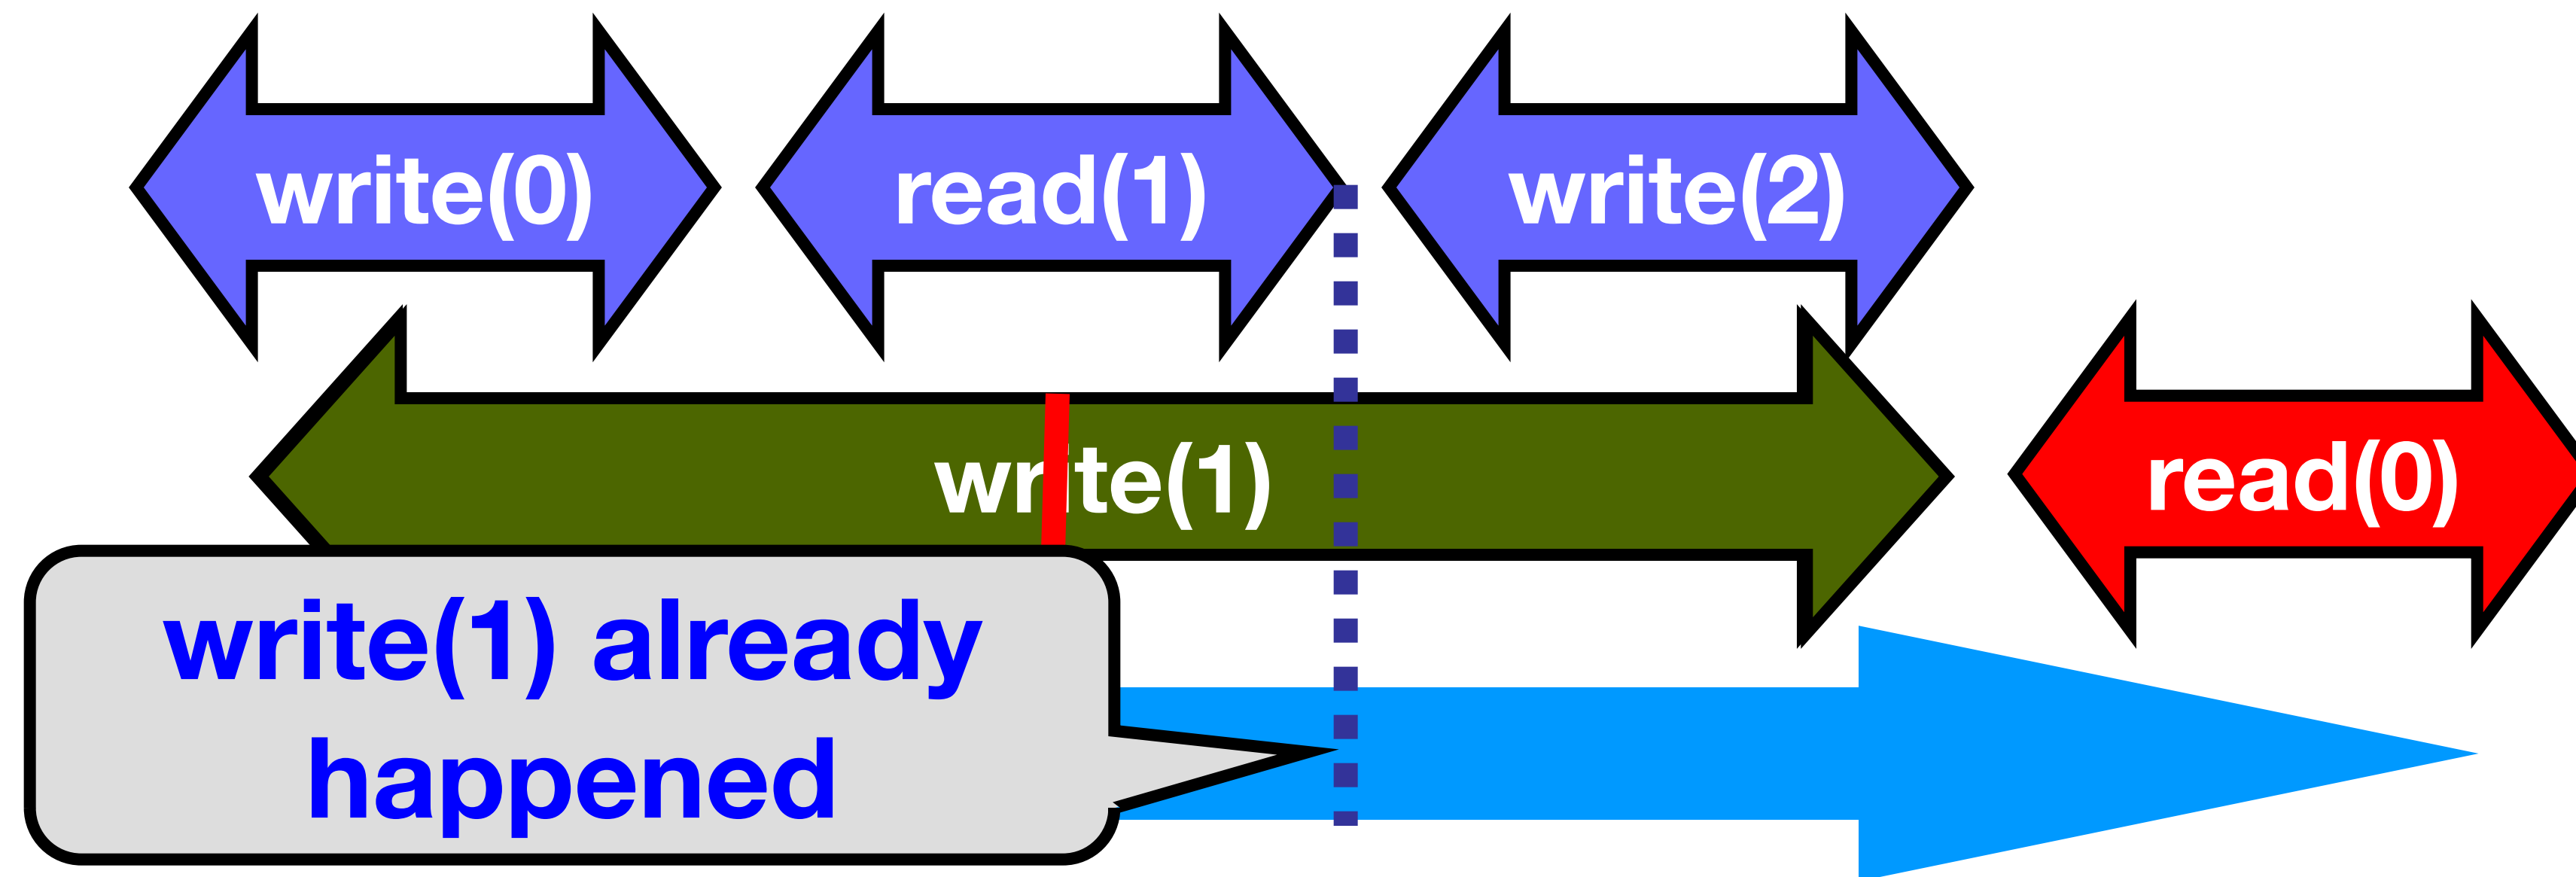 write(0)
read(1)
write(2)
write(1)
read(0)
write(1) already
happened